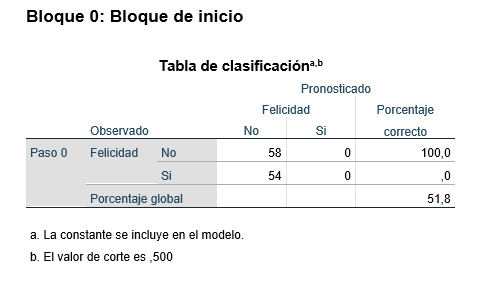 Bloque 0: Bloque de inicio
Tabla de clasificación a,b
Pronosticado
Felicidad Porcentaje
Observado No Si correcto
Paso 0 Felicidad No 58 0 100,0
Si 54 0 ,0
Porcentaje global 51,8
a. La constante se incluye en el modelo.
b. El valor de corte es ,500